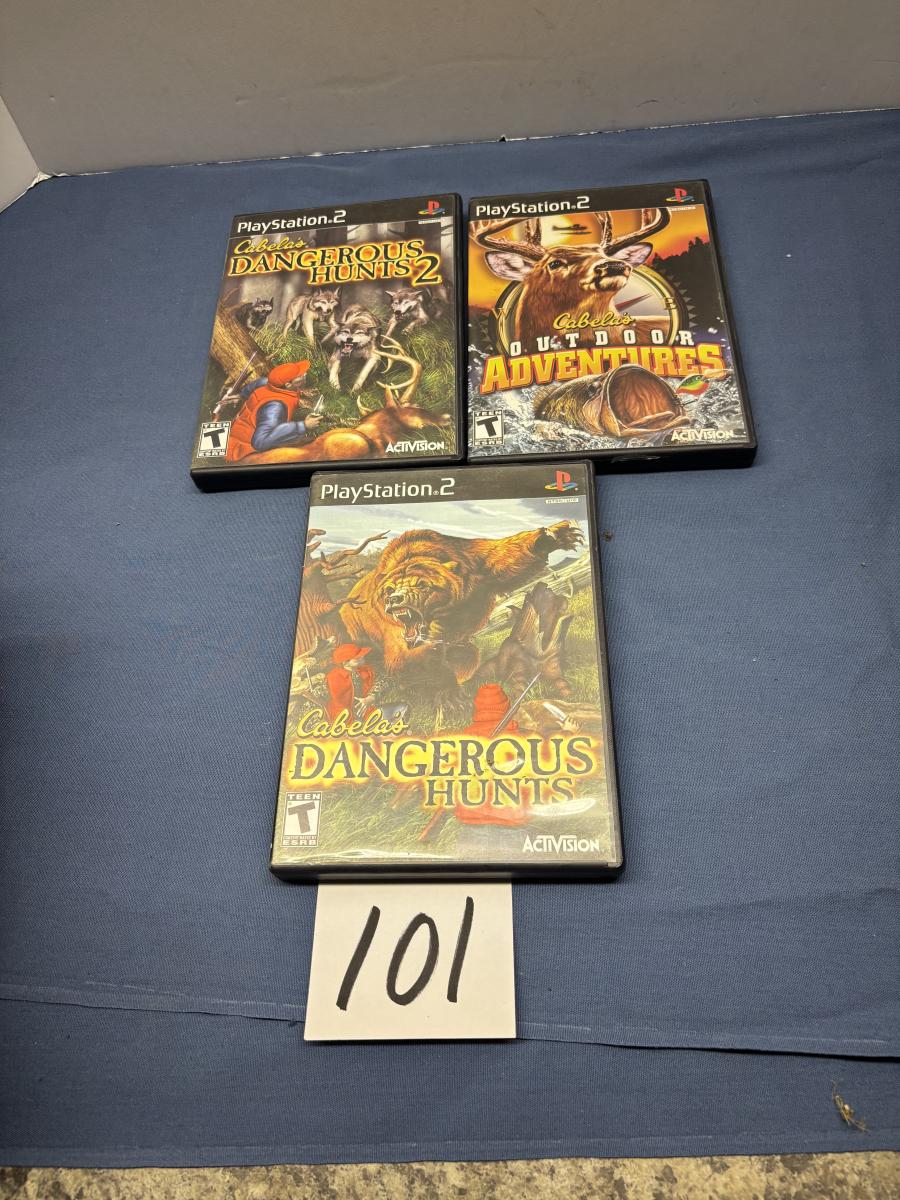 PlayStation.2
Cabela's
DANGEROUS
HUNTS 2
TEEN
T
ESRB
ACTIVISION
PlayStation.2
Cabela's
OUTDOOR
ADVENTURES
TEEN
T
ESRB
ACTIVISION
PlayStation.2
Cabela's
DANGEROUS
HUNTS
TEEN
T
ESRB
ACTIVISION
101